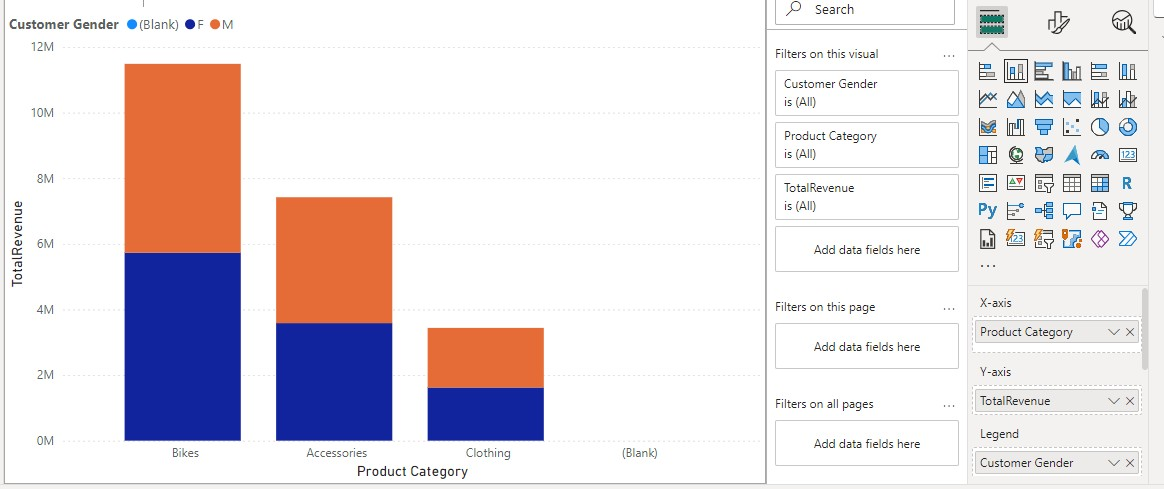 Customer Gender (Blank) F M
12M
10M
8M
6M
4M
2M
0M
TotalRevenue
Bikes Accessories Clothing (Blank)
Product Category
Search
Filters on this visual ...
Customer Gender
is (All)
Product Category
is (All)
TotalRevenue
is (All)
Add data fields here
Filters on this page ...
Add data fields here
Filters on all pages ...
Add data fields here
123
R
Py
123
...
X-axis
Product Category
Y-axis
TotalRevenue
Legend
Customer Gender